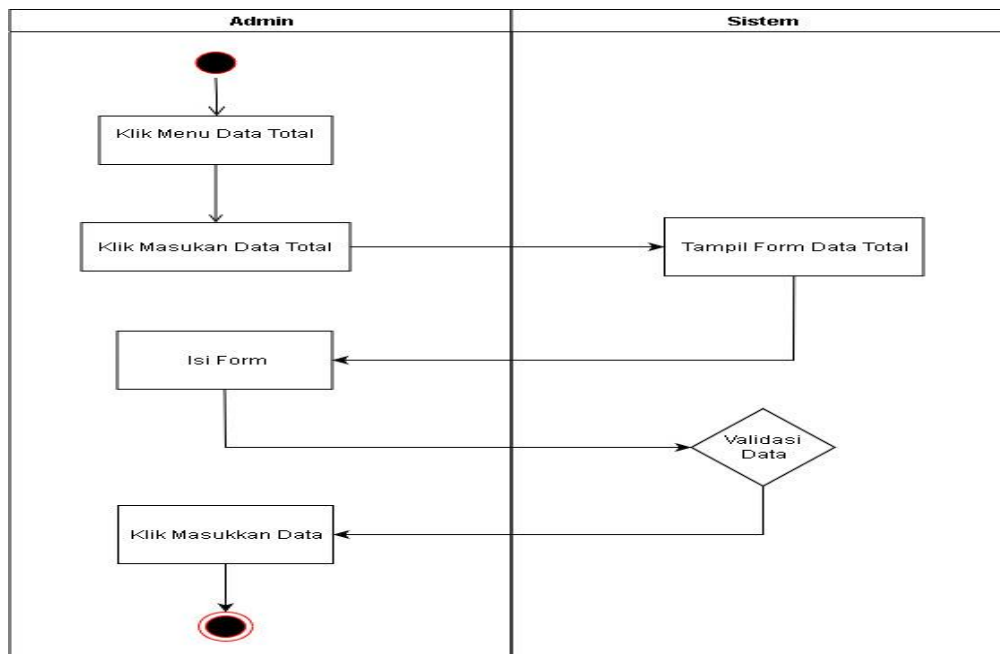 Admin
Sistem
Klik Menu Data Total
Klik Masukan Data Total
Tampil Form Data Total
Isi Form
Validasi
Data
Klik Masukkan Data